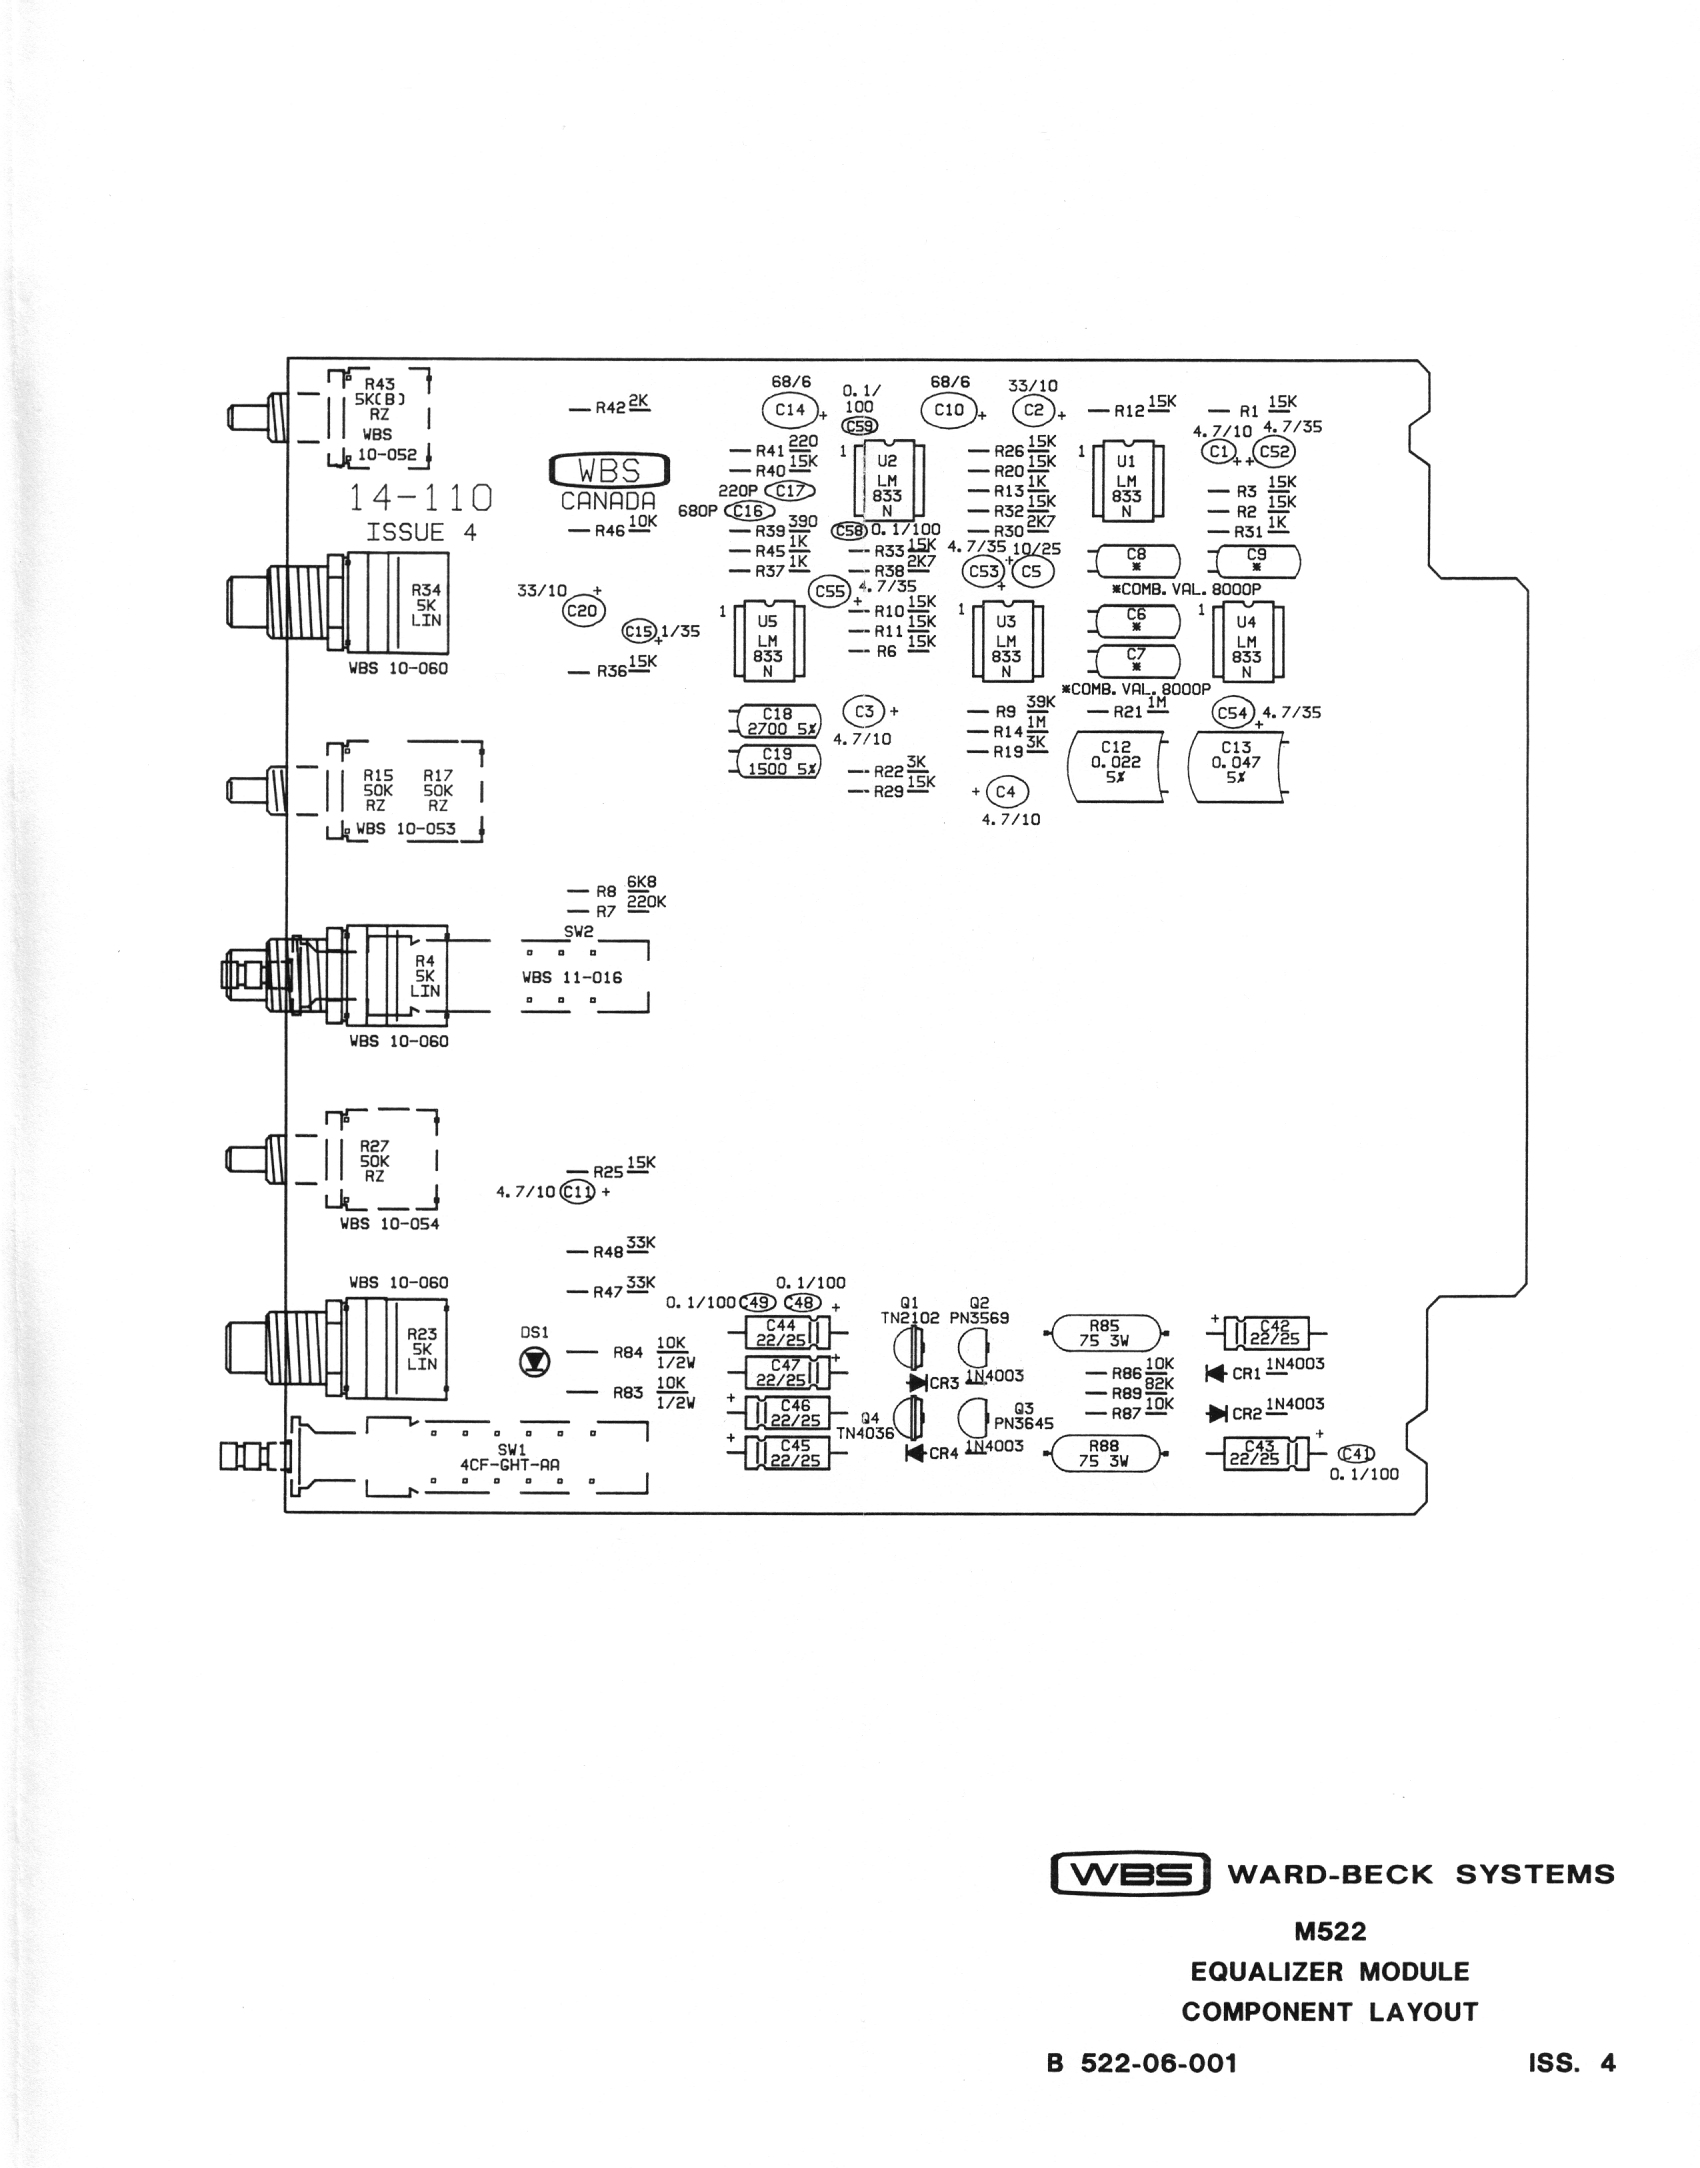 R43
5K(B)
RZ
WBS
10-052
14-110
ISSUE 4
R42 2K
WBS
CANADA
R46 10K
R34
5K
LIN
WBS 10-060
33/10 +
C20
C15 + 1/35
R36 15K
68/6
C14 +
0.1/
100
C59
68/6
C10 +
33/10
C2 +
R12 15K
R1 15K
4.7/10 4.7/35
C1 + + C52
R41 220
R40 15K
220P C17
680P C16
R39 390
R45 1K
R37 1K
1 U2
LM
833
N
C58 0.1/100
R33 15K
R38 2K7
C55 + 4.7/35
R10 15K
R11 15K
R6 15K
R26 15K
R20 15K
R13 1K
R32 15K
R30 2K7
4.7/35 10/25
C53 + + C5
1 U1
LM
833
N
R3 15K
R2 15K
R31 1K
C8
*
C9
*
*COMB. VAL. 8000P
C6
*
C7
*
*COMB. VAL. 8000P
1 U5
LM
833
N
1 U3
LM
833
N
1 U4
LM
833
N
C18
2700 5%
C19
1500 5%
C3 +
4.7/10
R22 3K
R29 15K
R9 39K
R14 1M
R19 3K
+ C4
4.7/10
R21 1M
C54 + 4.7/35
C12
0.022
5%
C13
0.047
5%
R15 R17
50K 50K
RZ RZ
WBS 10-053
R8 6K8
R7 220K
SW2
WBS 11-016
R4
5K
LIN
WBS 10-060
R27
50K
RZ
WBS 10-054
R25 15K
4.7/10 C11 +
R48 33K
R47 33K
WBS 10-060
R23
5K
LIN
DS1
R84 10K
1/2W
R83 10K
1/2W
SW1
4CF-GHT-AA
0.1/100
0.1/100 C49 C48 +
C44
22/25
C47 +
22/25
+ C46
22/25
+ C45
22/25
Q1 Q2
TN2102 PN3569
CR3 1N4003
Q4
TN4036
Q3
PN3645
CR4 1N4003
R85
75 3W
R86 10K
R89 82K
R87 10K
R88
75 3W
+ C42
22/25
CR1 1N4003
CR2 1N4003
C43 +
22/25
C41
0.1/100
WBS WARD-BECK SYSTEMS
M522
EQUALIZER MODULE
COMPONENT LAYOUT
B 522-06-001 ISS. 4